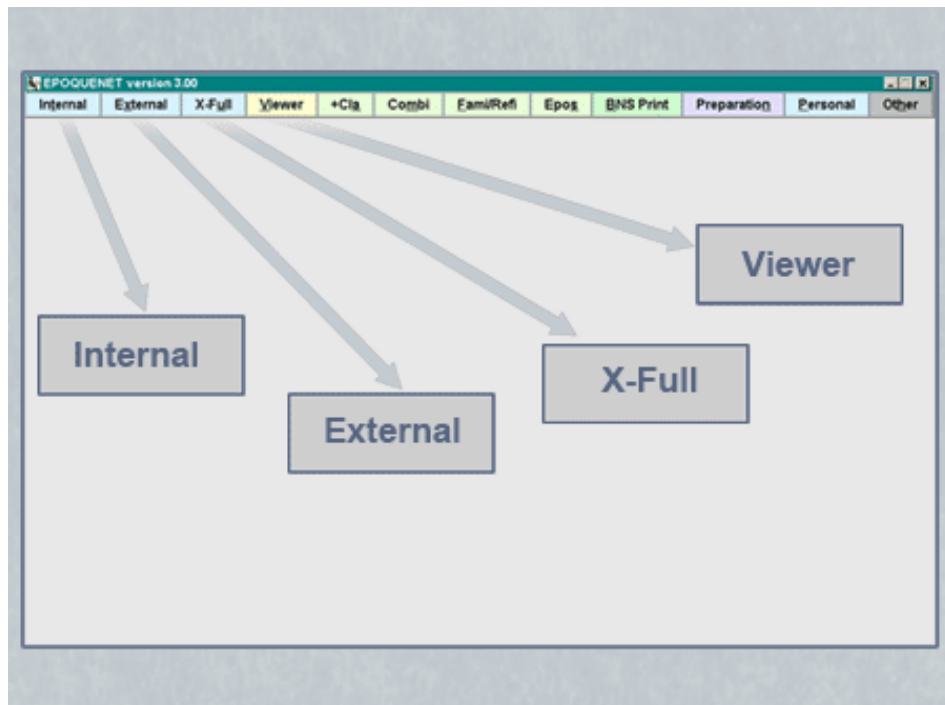 EPOQUENET version 3.00
Internal External X-Full Viewer +Cla Combi Famil/Refi Epos BNS Print Preparation Personal Other
Viewer
Internal
X-Full
External